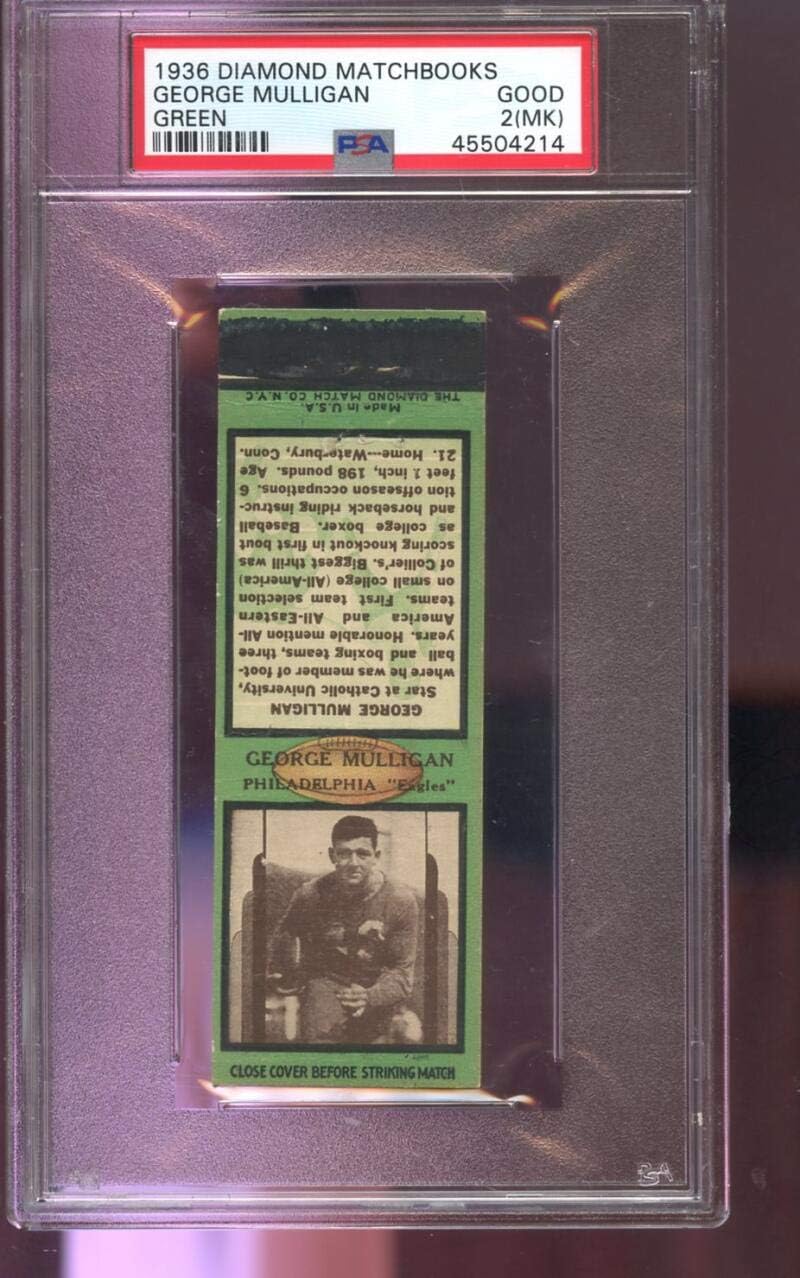 1936 DIAMOND MATCHBOOKS
GEORGE MULLIGAN GOOD
GREEN 2(MK)
PSA 45504214
THE DIAMOND MATCH CO. N.Y.C
Made in U.S.A.
GEORGE MULLIGAN
Star at Catholic University,
where he was member of foot-
ball and boxing teams, three
years. Honorable mention All-
America and All-Eastern
teams. First team selection
on small college (All-America)
of Collier's. Biggest thrill was
scoring knockout in first bout
as college boxer. Baseball
and horseback riding instruc-
tion offseason occupations. 6
feet 1 inch, 198 pounds. Age
21. Home---Waterbury, Conn.
GEORGE MULLIGAN
PHILADELPHIA "Eagles"
CLOSE COVER BEFORE STRIKING MATCH
PSA